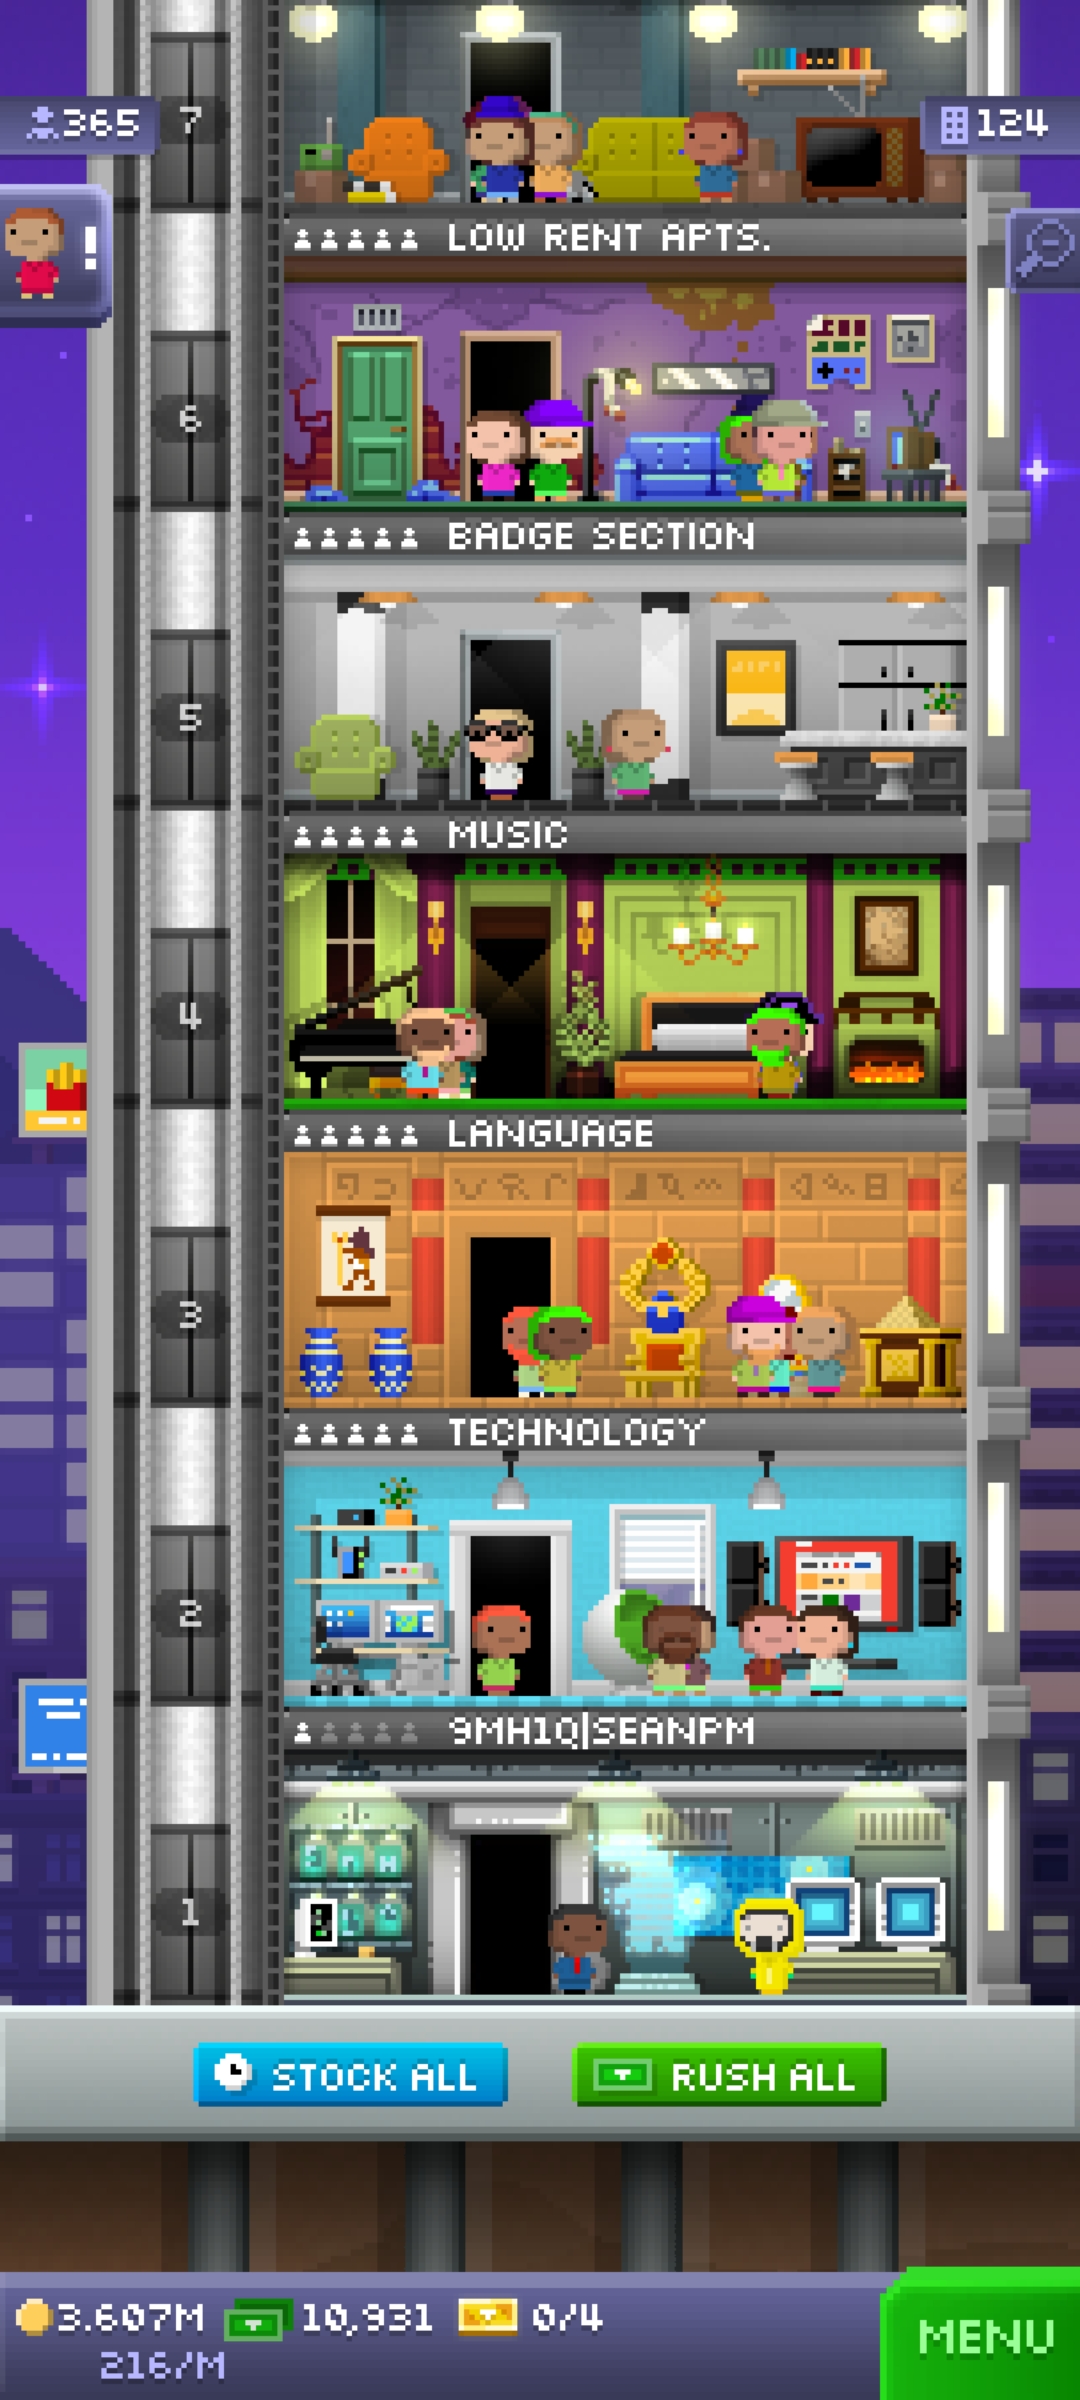 7
365
124
!
LOW RENT APTS.
6
BADGE SECTION
5
MUSIC
4
LANGUAGE
3
TECHNOLOGY
2
9MH1Q|SEANPM
1
STOCK ALL
RUSH ALL
3.607M
10,931
0/4
216/M
MENU